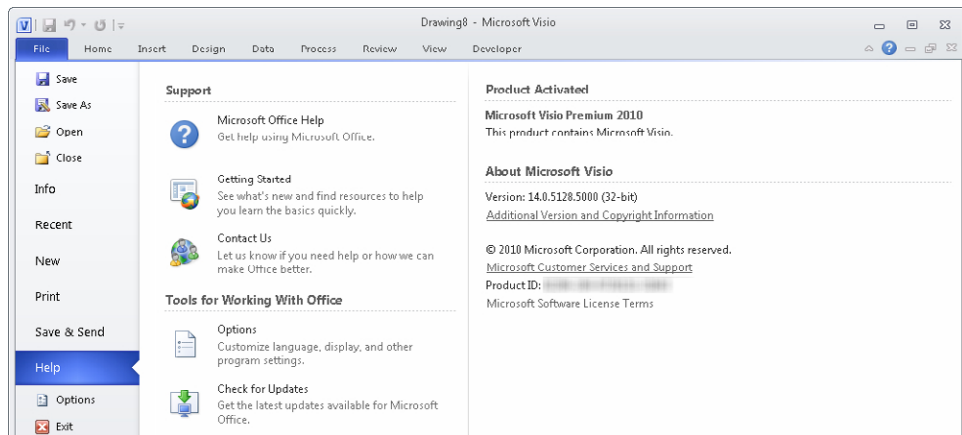 Drawing8 - Microsoft Visio
File Home Insert Design Data Process Review View Developer
Save
Save As
Open
Close
Info
Recent
New
Print
Save & Send
Help
Options
Exit
Support
Microsoft Office Help
Get help using Microsoft Office.
Getting Started
See what's new and find resources to help
you learn the basics quickly.
Contact Us
Let us know if you need help or how we can
make Office better.
Tools for Working With Office
Options
Customize language, display, and other
program settings.
Check for Updates
Get the latest updates available for Microsoft
Office.
Product Activated
Microsoft Visio Premium 2010
This product contains Microsoft Visio.
About Microsoft Visio
Version: 14.0.5128.5000 (32-bit)
Additional Version and Copyright Information
© 2010 Microsoft Corporation. All rights reserved.
Microsoft Customer Services and Support
Product ID:
Microsoft Software License Terms